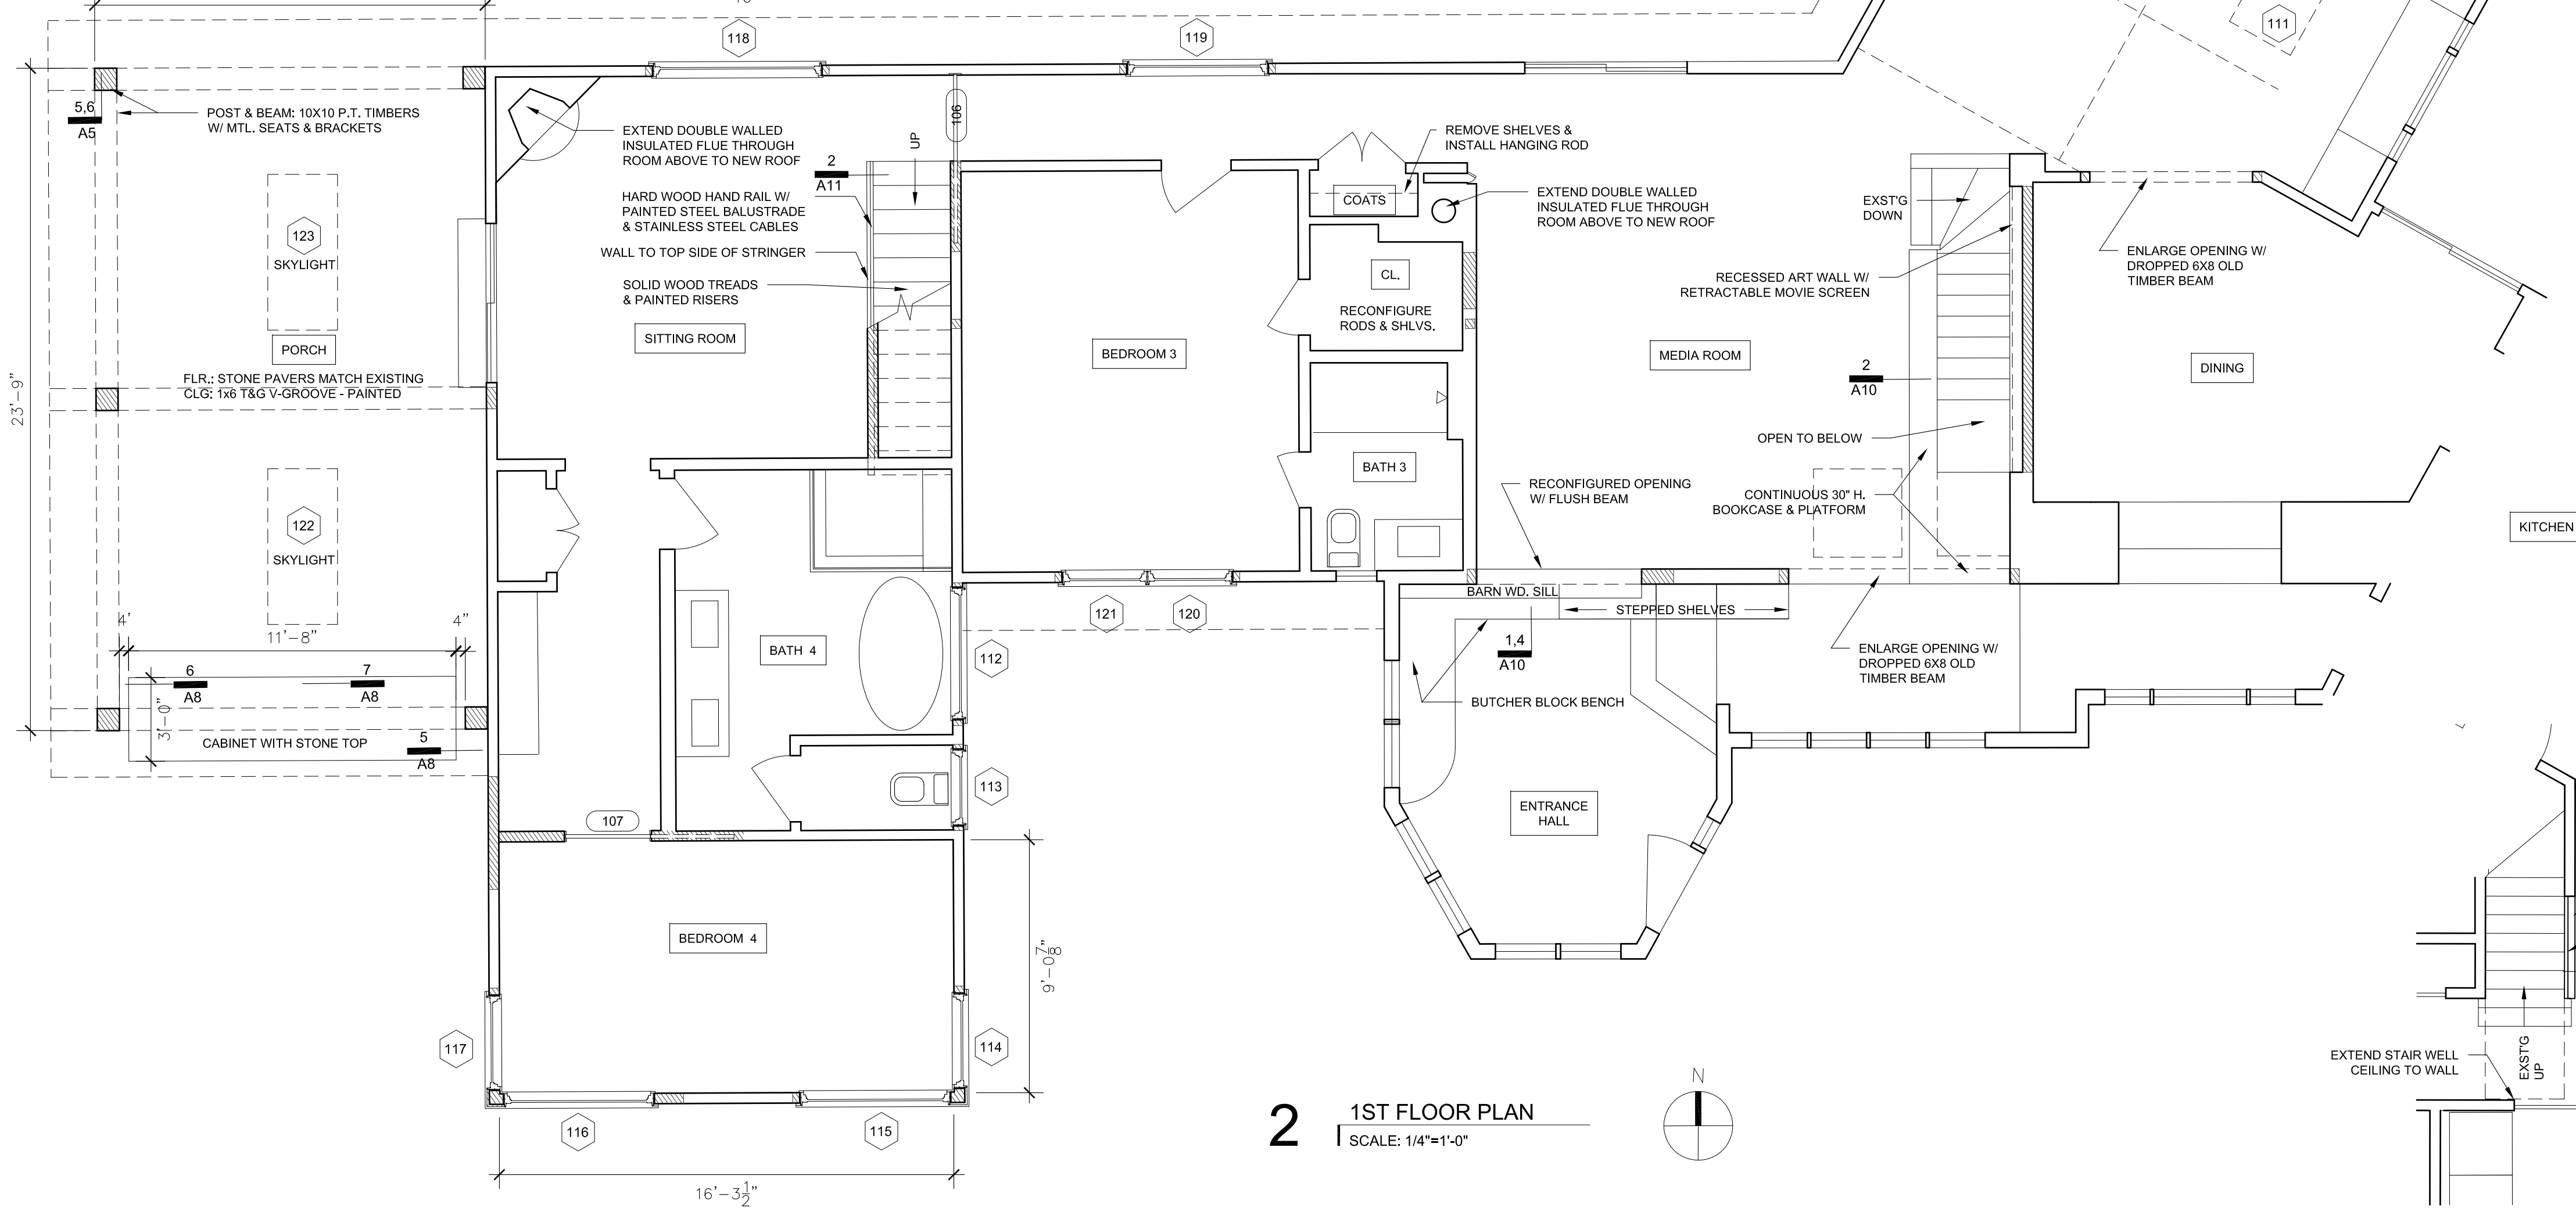 118
119
111
5,6
A5
POST & BEAM: 10X10 P.T. TIMBERS
W/ MTL. SEATS & BRACKETS
EXTEND DOUBLE WALLED
INSULATED FLUE THROUGH
ROOM ABOVE TO NEW ROOF
2
A11
UP
106
HARD WOOD HAND RAIL W/
PAINTED STEEL BALUSTRADE
& STAINLESS STEEL CABLES
WALL TO TOP SIDE OF STRINGER
SOLID WOOD TREADS
& PAINTED RISERS
SITTING ROOM
REMOVE SHELVES &
INSTALL HANGING ROD
COATS
EXTEND DOUBLE WALLED
INSULATED FLUE THROUGH
ROOM ABOVE TO NEW ROOF
EXST'G
DOWN
ENLARGE OPENING W/
DROPPED 6X8 OLD
TIMBER BEAM
RECESSED ART WALL W/
RETRACTABLE MOVIE SCREEN
123
SKYLIGHT
PORCH
FLR.: STONE PAVERS MATCH EXISTING
CLG: 1x6 T&G V-GROOVE - PAINTED
23'-9"
CL.
RECONFIGURE
RODS & SHLVS.
BEDROOM 3
MEDIA ROOM
2
A10
DINING
OPEN TO BELOW
BATH 3
RECONFIGURED OPENING
W/ FLUSH BEAM
CONTINUOUS 30" H.
BOOKCASE & PLATFORM
KITCHEN
122
SKYLIGHT
4'
11'-8"
4"
6
A8
7
A8
3'-0"
CABINET WITH STONE TOP
5
A8
BATH 4
112
113
121
120
BARN WD. SILL
STEPPED SHELVES
1,4
A10
BUTCHER BLOCK BENCH
ENLARGE OPENING W/
DROPPED 6X8 OLD
TIMBER BEAM
ENTRANCE
HALL
107
BEDROOM 4
9'-0 7/8"
117
114
116
115
16'-3 1/2"
2
1ST FLOOR PLAN
SCALE: 1/4"=1'-0"
N
EXTEND STAIR WELL
CEILING TO WALL
EXST'G
UP